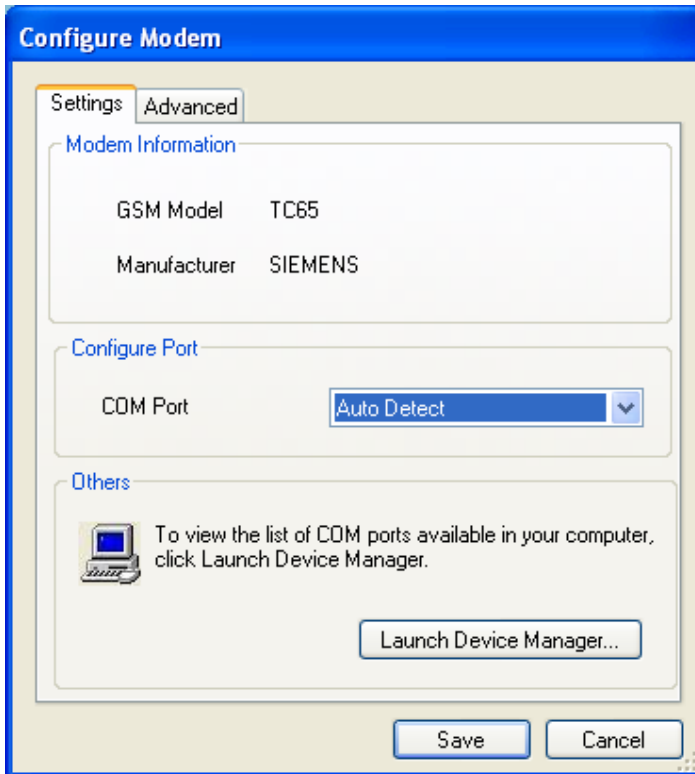 Configure Modem
Settings
Advanced
Modem Information
GSM Model TC65
Manufacturer SIEMENS
Configure Port
COM Port Auto Detect
Others
To view the list of COM ports available in your computer,
click Launch Device Manager.
Launch Device Manager...
Save
Cancel